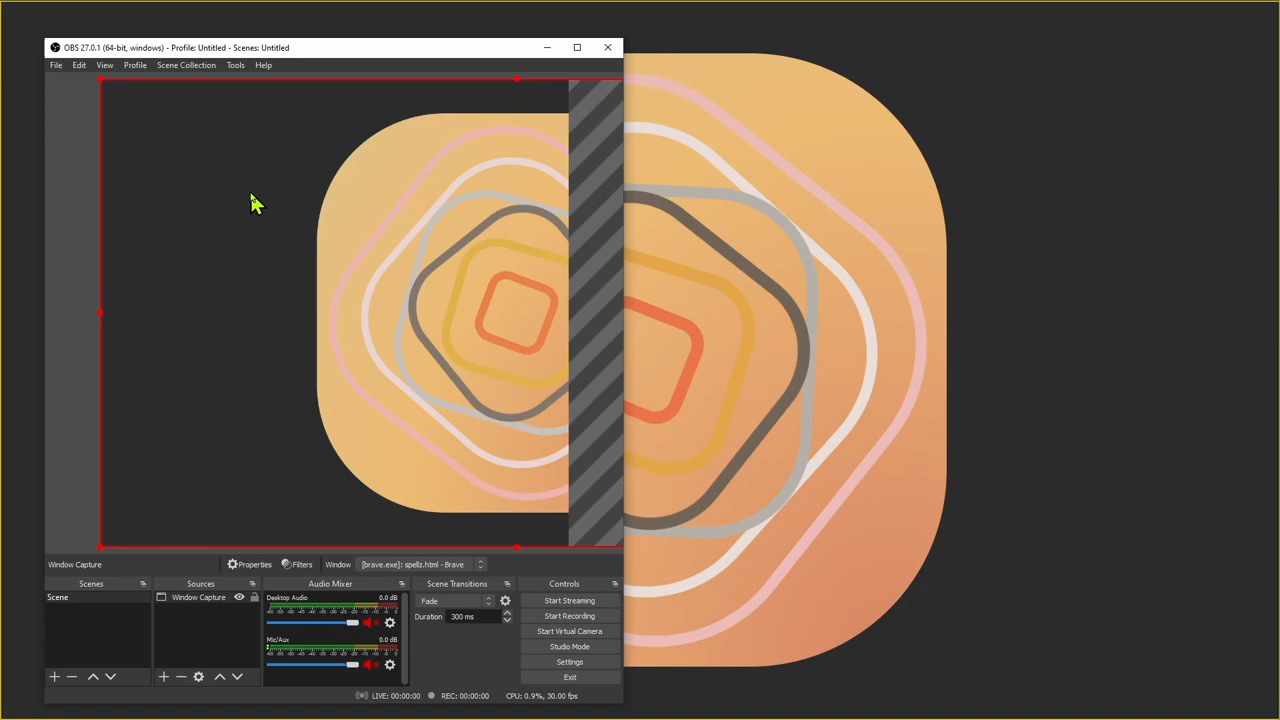 OBS 27.0.1 (64-bit, windows) - Profile: Untitled - Scenes: Untitled
File Edit View Profile Scene Collection Tools Help
Window Capture Properties Filters Window [brave.exe]: spellz.html - Brave
Scenes Sources Audio Mixer Scene Transitions Controls
Scene
Window Capture
Desktop Audio 0.0 dB
Mic/Aux 0.0 dB
Fade
Duration 300 ms
Start Streaming
Start Recording
Start Virtual Camera
Studio Mode
Settings
Exit
LIVE: 00:00:00 REC: 00:00:00 CPU: 0.9%, 30.00 fps